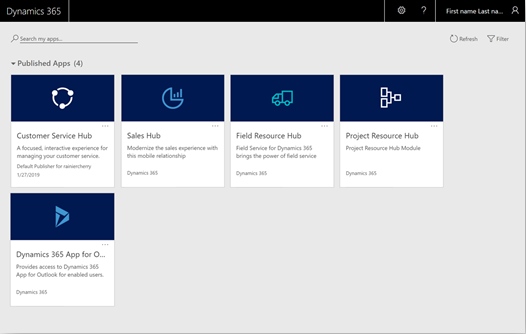 Dynamics 365
?
First name Last na...
Search my apps...
Refresh
Filter
Published Apps (4)
...
Customer Service Hub
A focused, interactive experience for
managing your customer service.
Default Publisher for rainiercherry
1/27/2019
...
Sales Hub
Modernize the sales experience with
this mobile relationship
Dynamics 365
...
Field Resource Hub
Field Service for Dynamics 365
brings the power of field service
Dynamics 365
...
Project Resource Hub
Project Resource Hub Module
Dynamics 365
...
Dynamics 365 App for O...
Provides access to Dynamics 365
App for Outlook for enabled users.
Dynamics 365